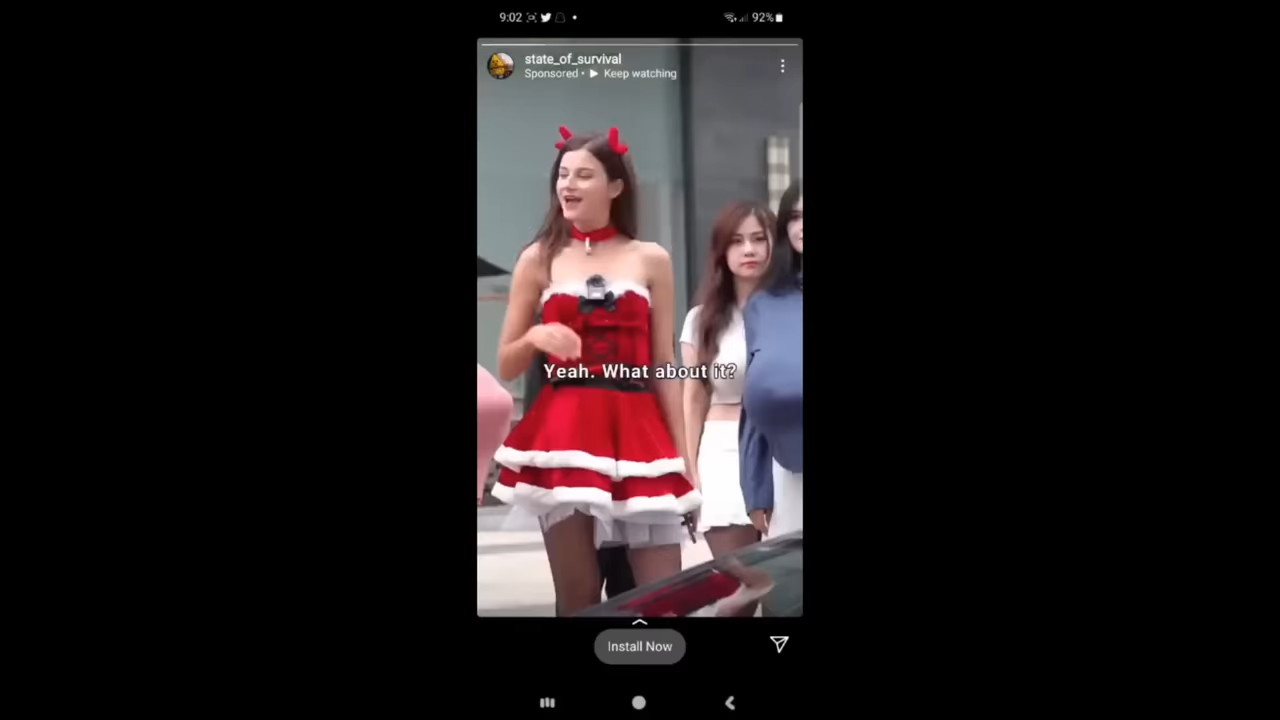 9:02
92%
state_of_survival
Sponsored • ▶ Keep watching
Yeah. What about it?
Install Now